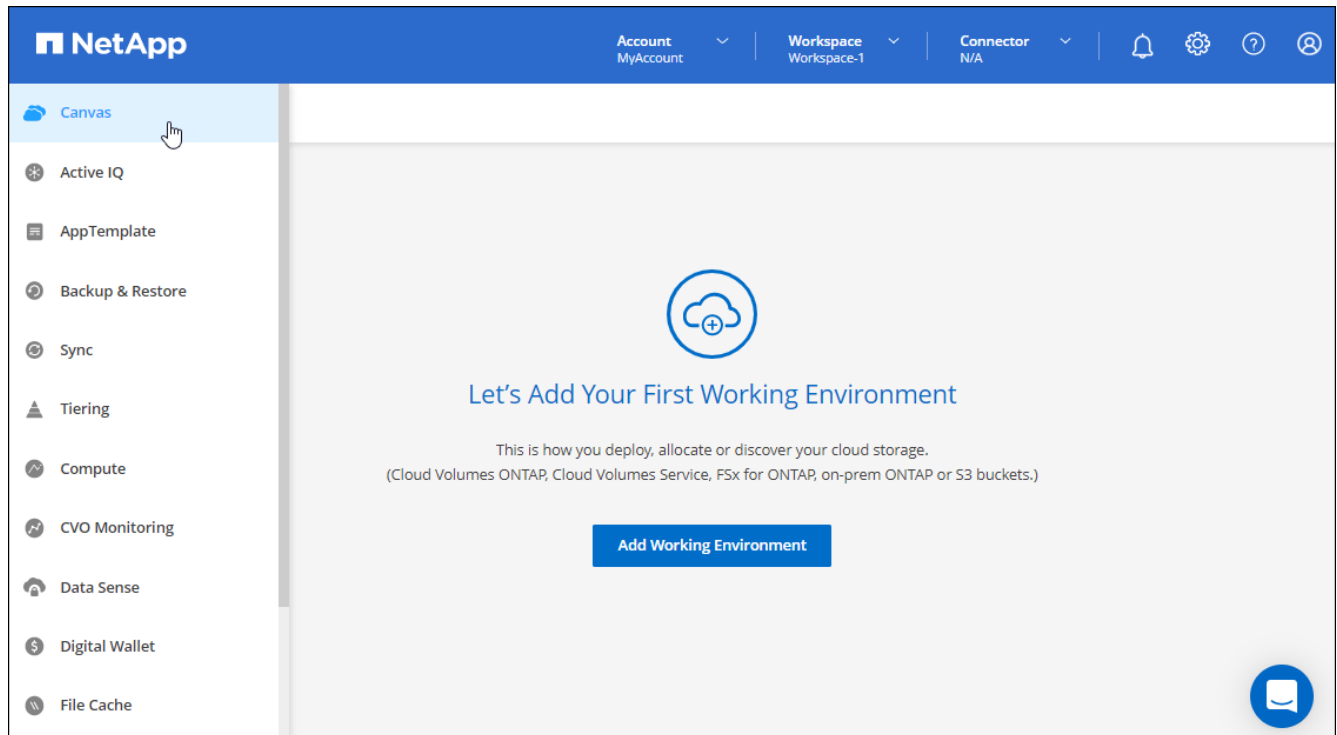 NetApp
Account
MyAccount
Workspace
Workspace-1
Connector
N/A
Canvas
Active IQ
AppTemplate
Backup & Restore
Sync
Tiering
Compute
CVO Monitoring
Data Sense
Digital Wallet
File Cache
Let's Add Your First Working Environment
This is how you deploy, allocate or discover your cloud storage.
(Cloud Volumes ONTAP, Cloud Volumes Service, FSx for ONTAP, on-prem ONTAP or S3 buckets.)
Add Working Environment